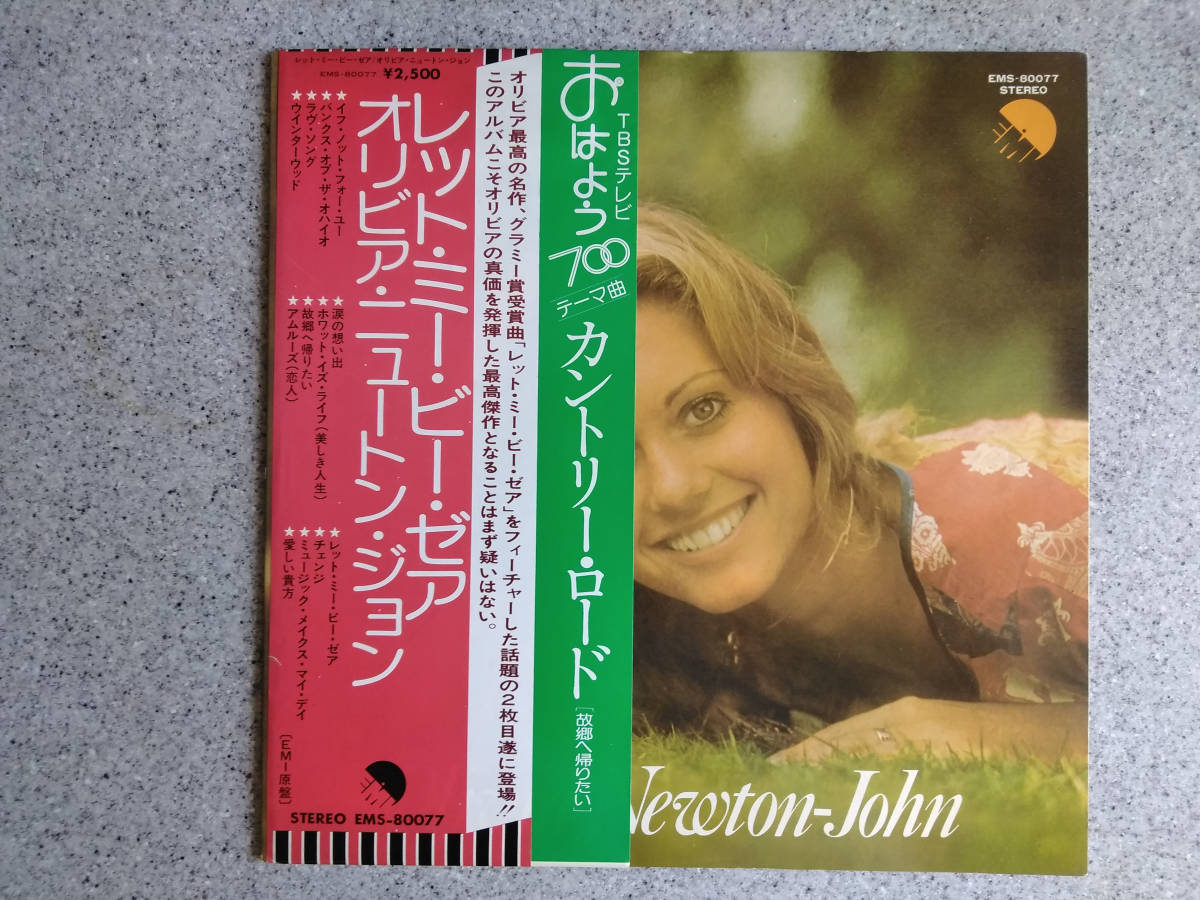 レット・ミー・ビー・ゼア/オリビア・ニュートン・ジョン
EMS-80077 ¥2,500
レット・ミー・ビー・ゼア
オリビア・ニュートン・ジョン
★イフ・ノット・フォー・ユー
★バンクス・オブ・ザ・オハイオ
★ラヴ・ソング
★ウインターウッド
★涙の想い出
★ホワット・イズ・ライフ(美しき人生)
★故郷へ帰りたい
★アムルーズ(恋人)
★レット・ミー・ビー・ゼア
★チェンジ
★ミュージック・メイクス・マイ・デイ
★愛しい貴方
[EMI原盤]
STEREO EMS-80077
オリビア最高の名作、グラミー賞受賞曲「レット・ミー・ビー・ゼア」をフィーチャーした話題の2枚目遂に登場!!
このアルバムこそオリビアの真価を発揮した最高傑作となることはまず疑いはない。
TBSテレビ
おはよう
700
テーマ曲
カントリー・ロード
[故郷へ帰りたい]
EMS-80077
STEREO
EMI
Newton-John